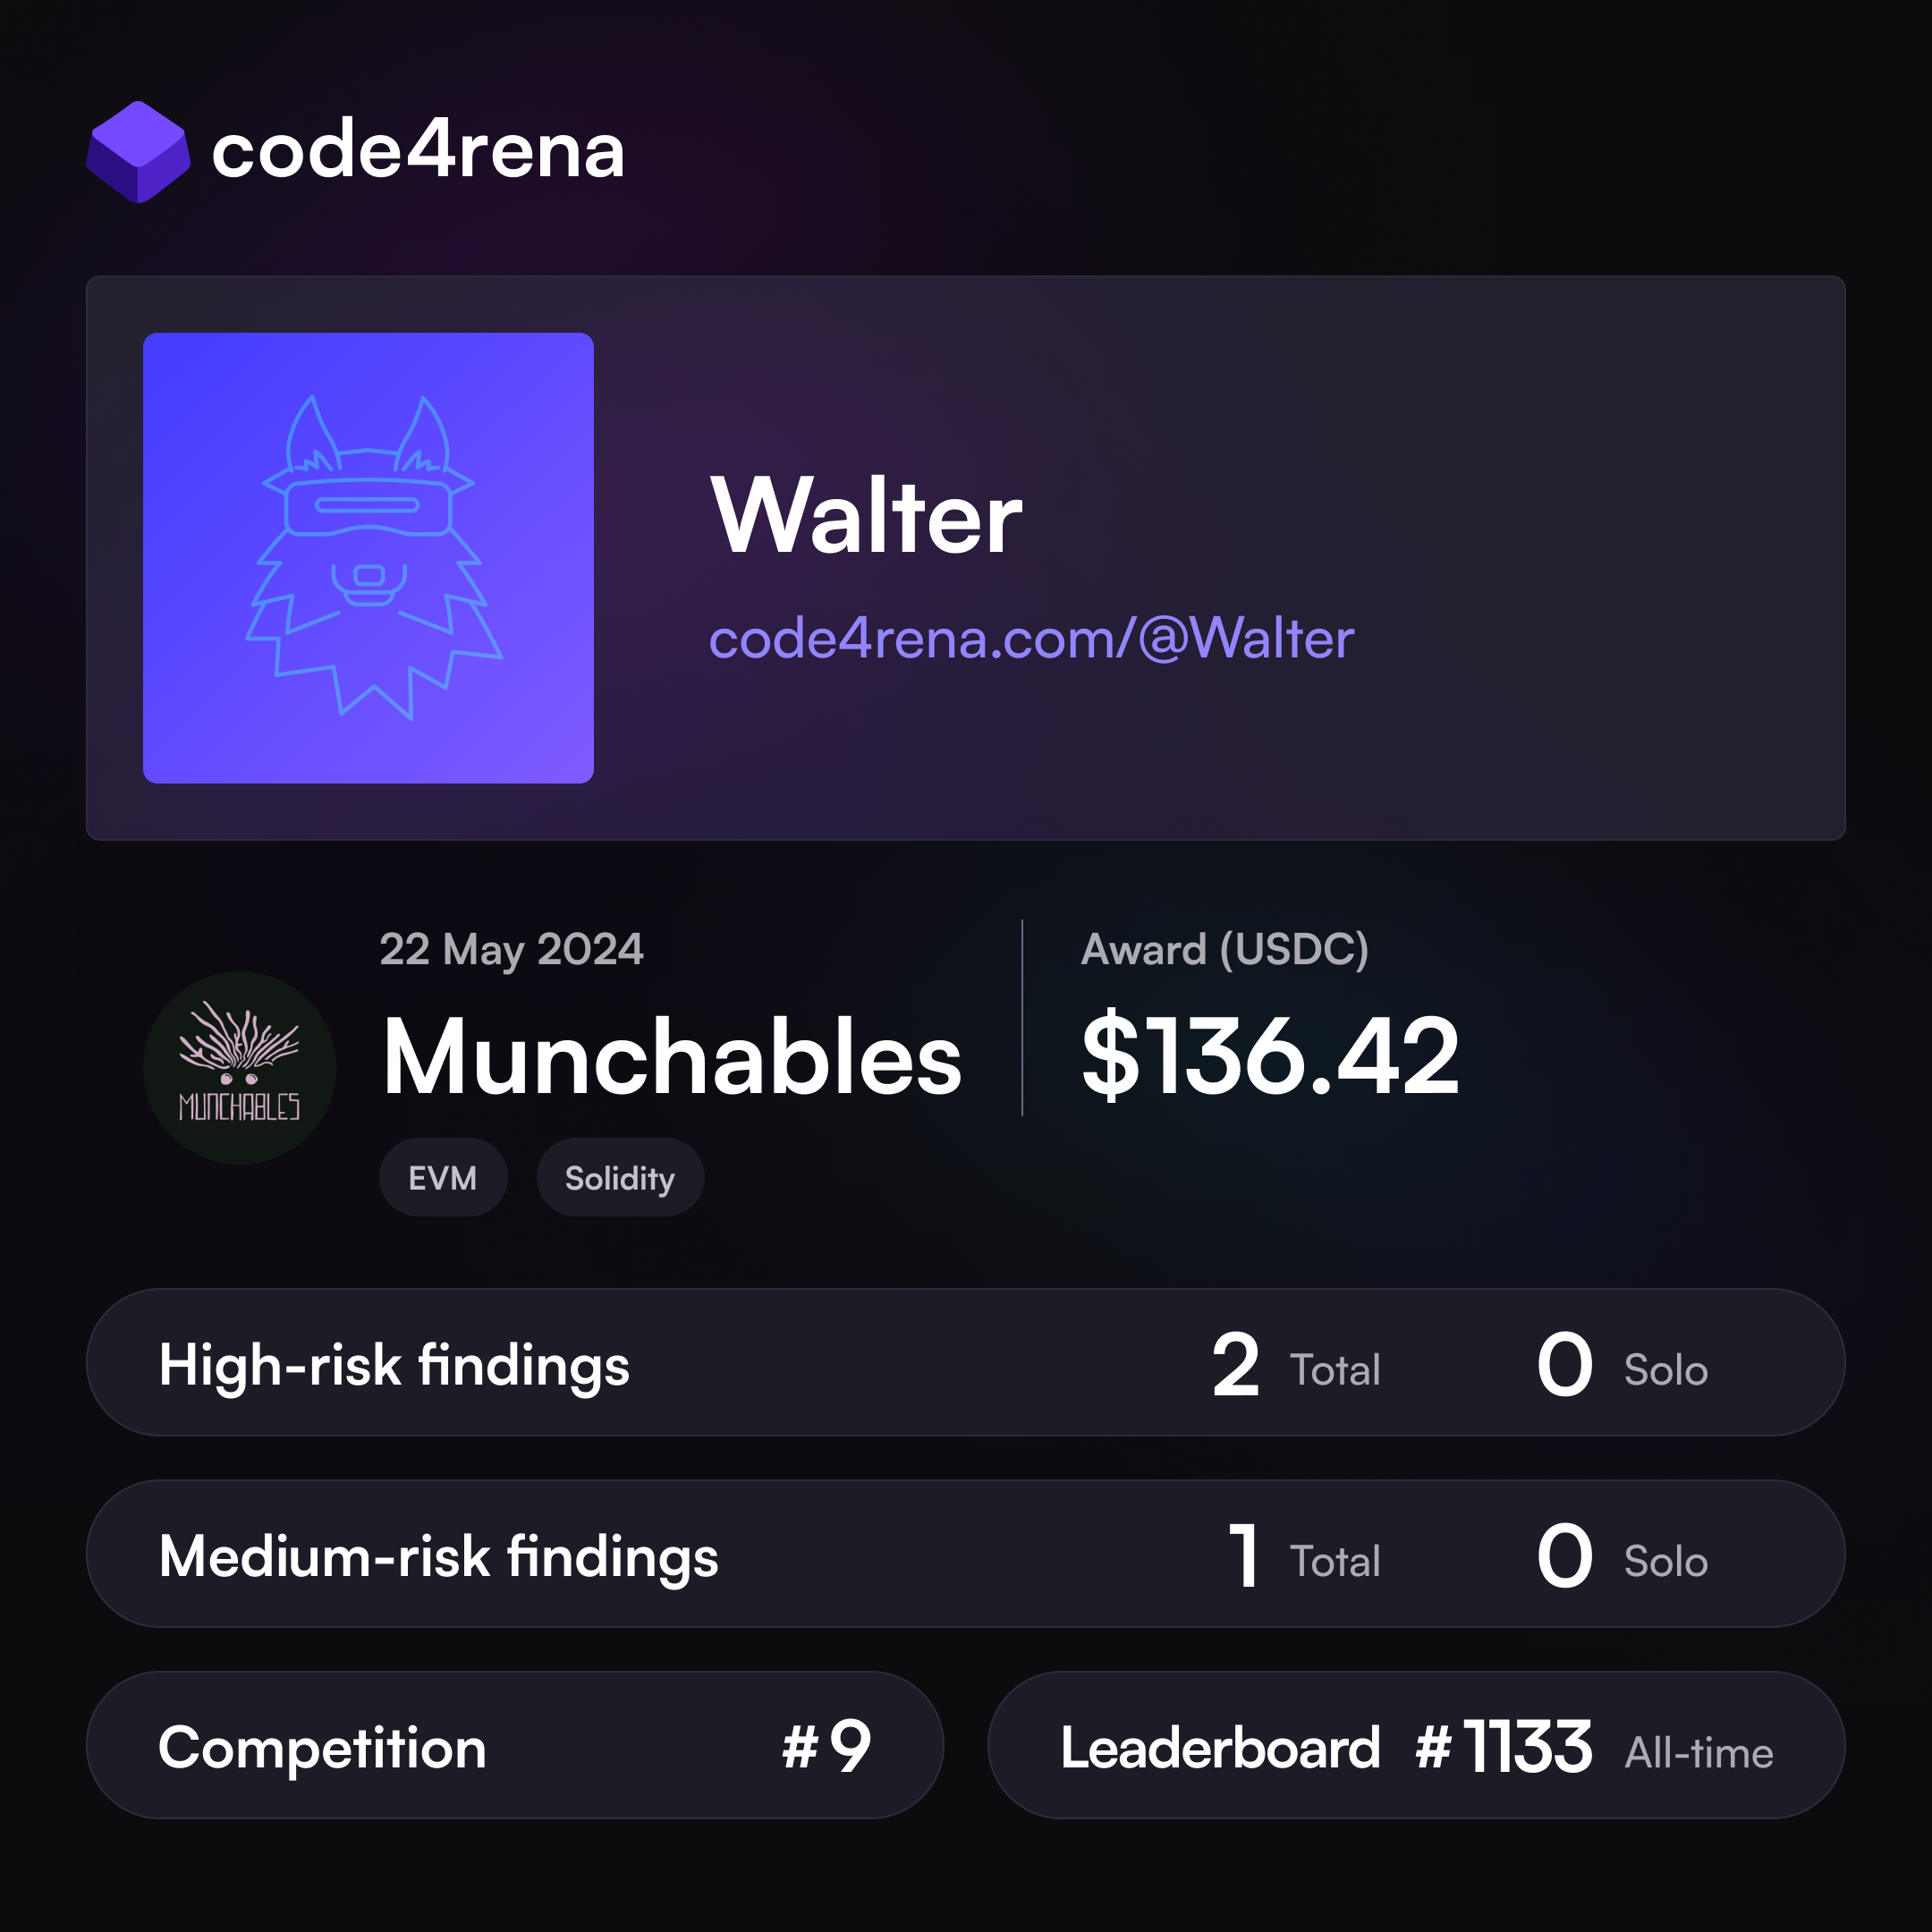 code4rena
Walter
code4rena.com/@Walter
22 May 2024
Munchables
MUNCHABLES
EVM
Solidity
Award (USDC)
$136.42
High-risk findings 2 Total 0 Solo
Medium-risk findings 1 Total 0 Solo
Competition #9
Leaderboard #1133 All-time